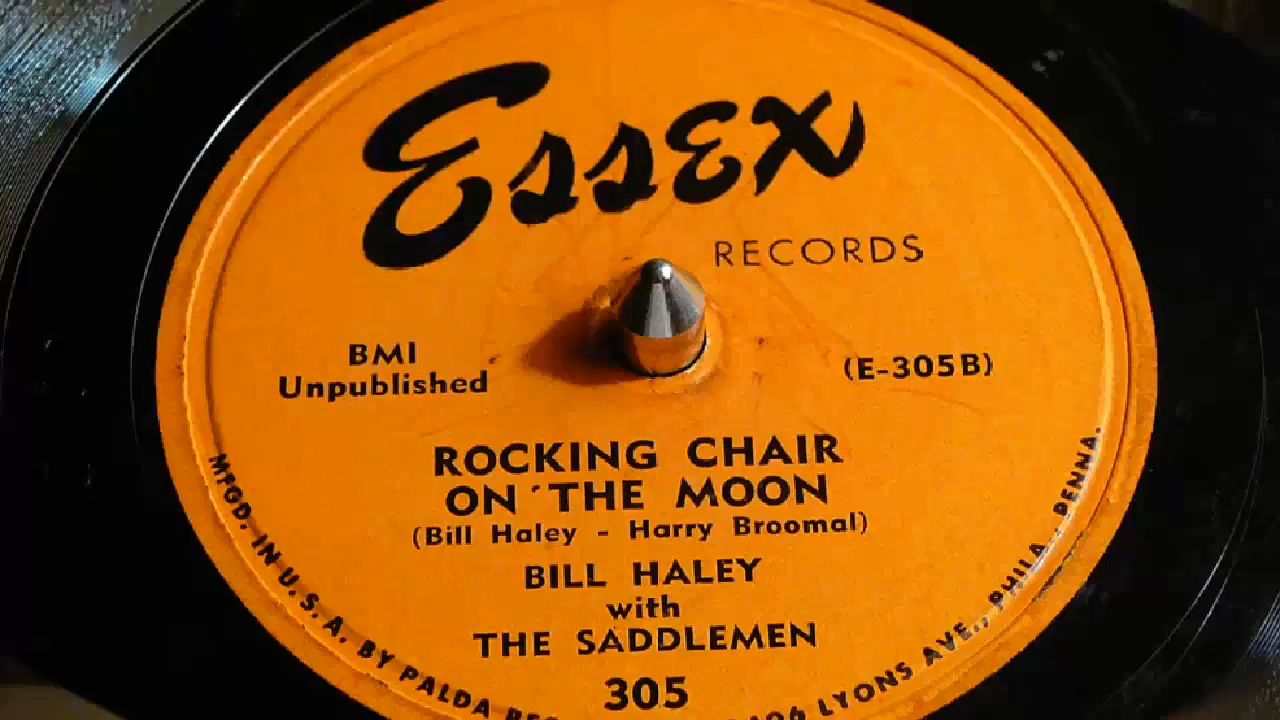 Essex
RECORDS
BMI
Unpublished
(E-305B)
ROCKING CHAIR
ON THE MOON
(Bill Haley - Harry Broomal)
BILL HALEY
with
THE SADDLEMEN
305
MFGD. IN U.S.A. BY PALDA LYONS AVE., PHILA., PENNA.